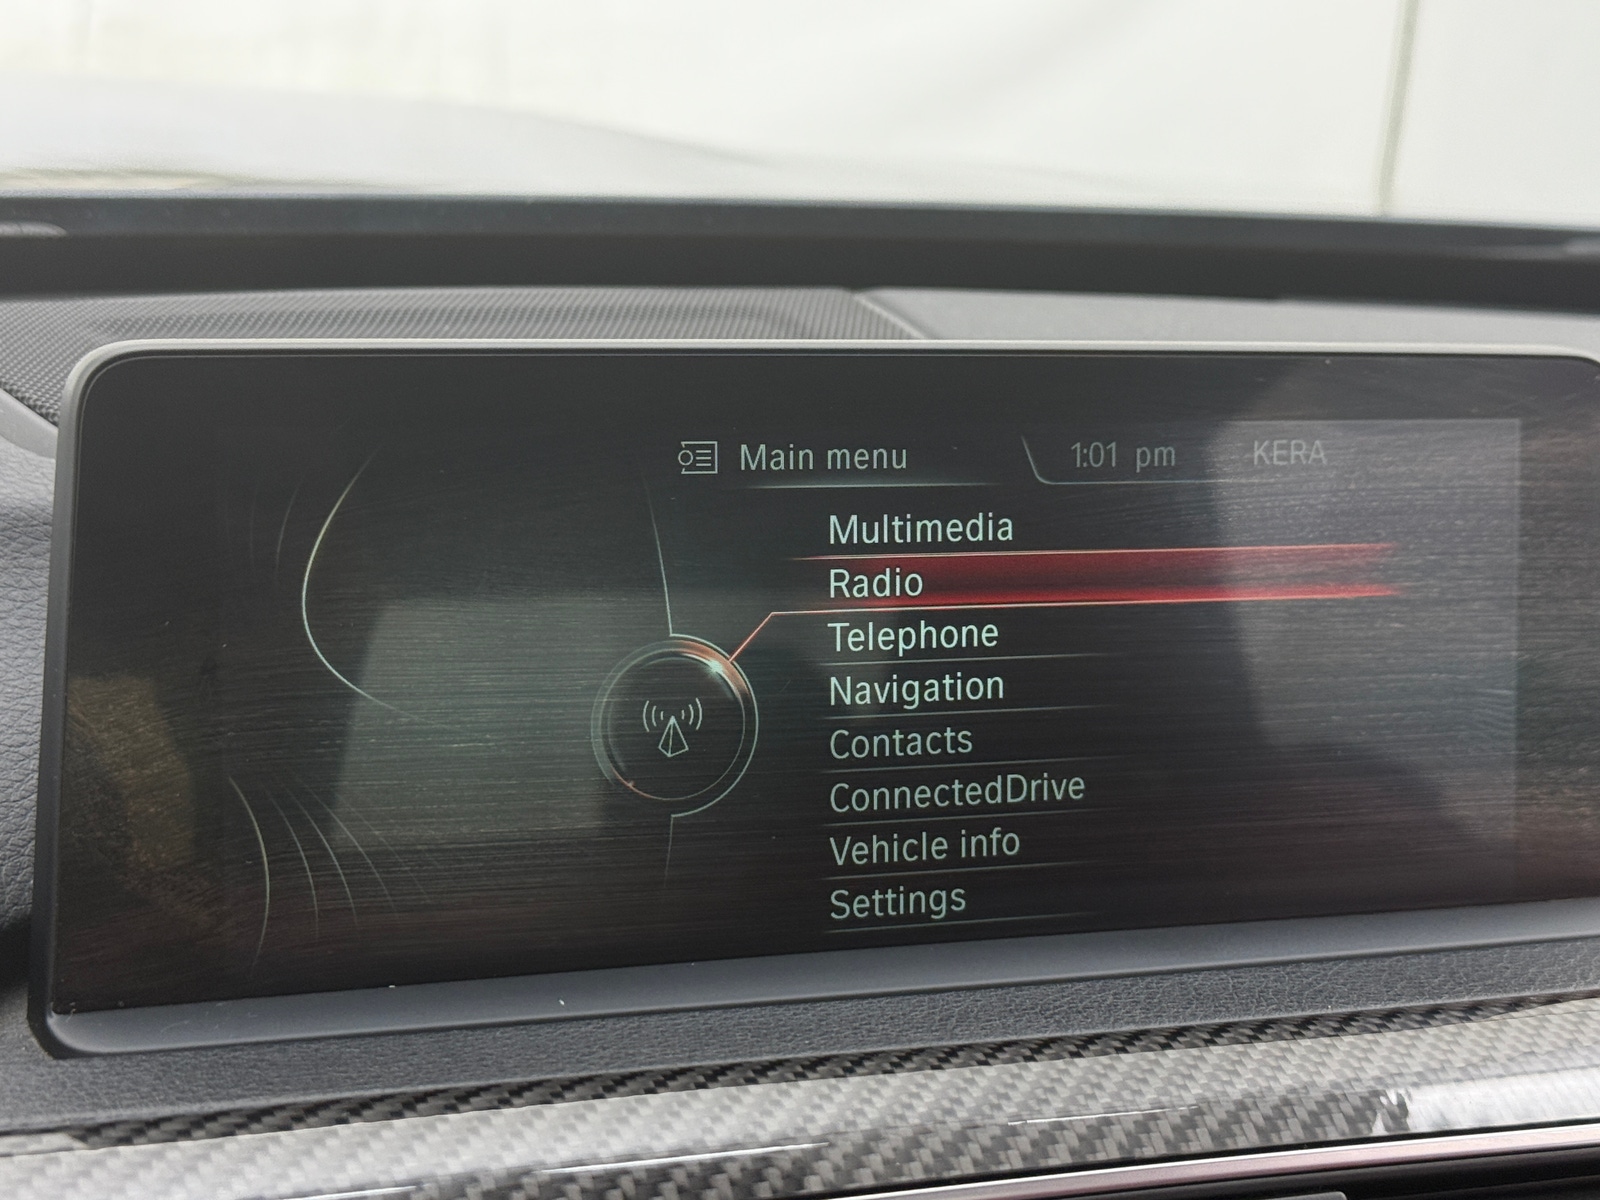 Main menu 1:01 pm KERA
Multimedia
Radio
Telephone
Navigation
Contacts
ConnectedDrive
Vehicle info
Settings